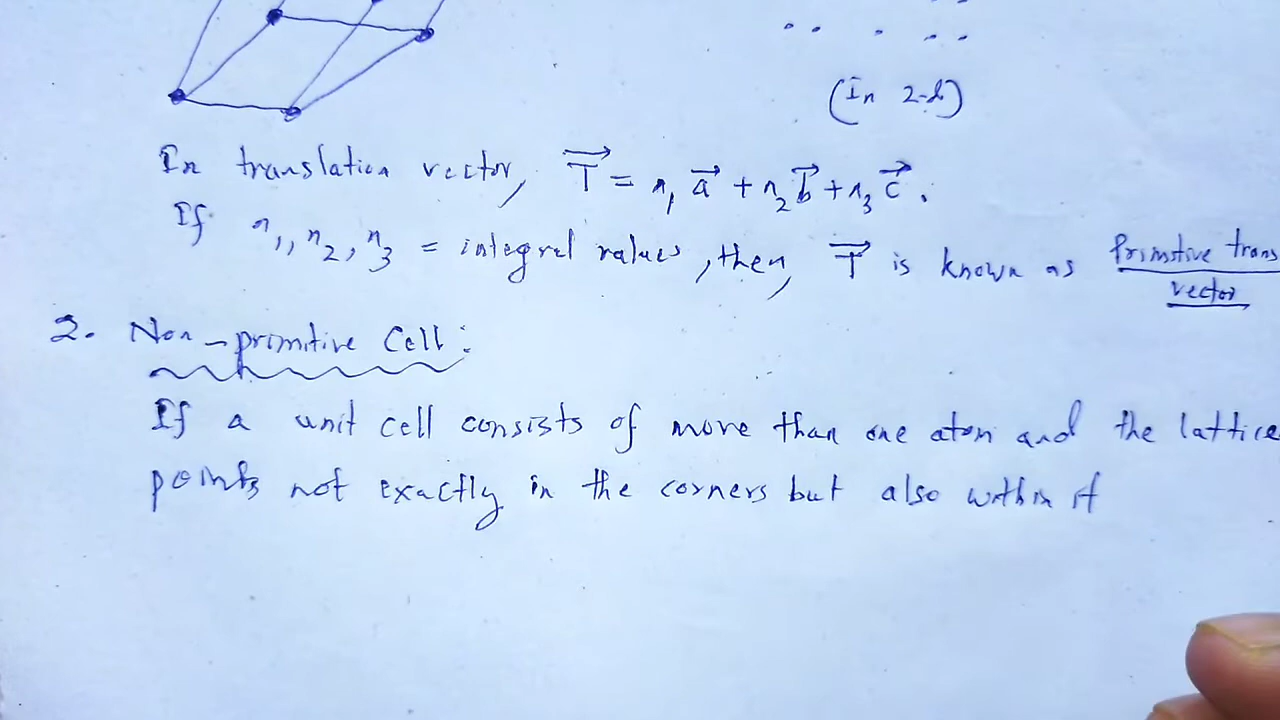 (In 2-d)
In translation vector, T⃗ = n₁ a⃗ + n₂ b⃗ + n₃ c⃗.
If n₁, n₂, n₃ = integral values, then, T⃗ is known as Primitive trans
vector
2. Non-primitive Cell:
If a unit cell consists of more than one atom and the lattice
points not exactly in the corners but also within it